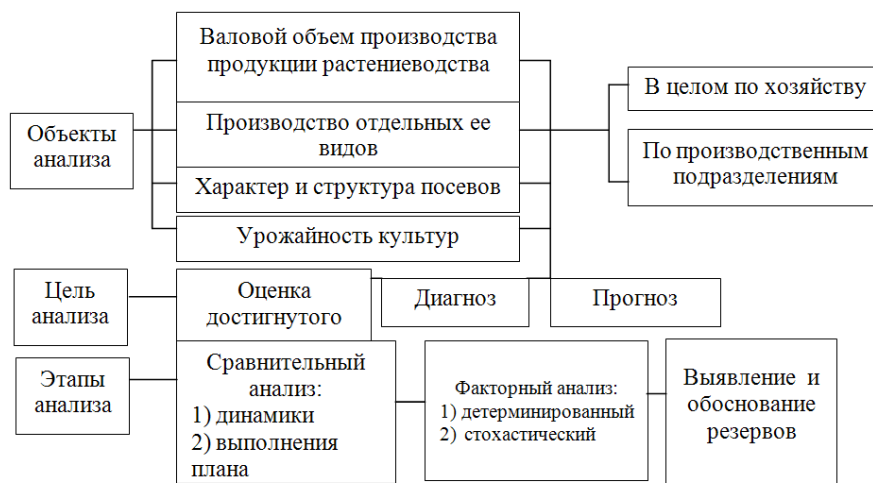 Валовой объем производства
продукции растениеводства
В целом по хозяйству
Объекты
анализа
Производство отдельных ее
видов
По производственным
подразделениям
Характер и структура посевов
Урожайность культур
Цель
анализа
Оценка
достигнутого
Диагноз
Прогноз
Этапы
анализа
Сравнительный
анализ:
1) динамики
2) выполнения
плана
Факторный анализ:
1) детерминированный
2) стохастический
Выявление и
обоснование
резервов